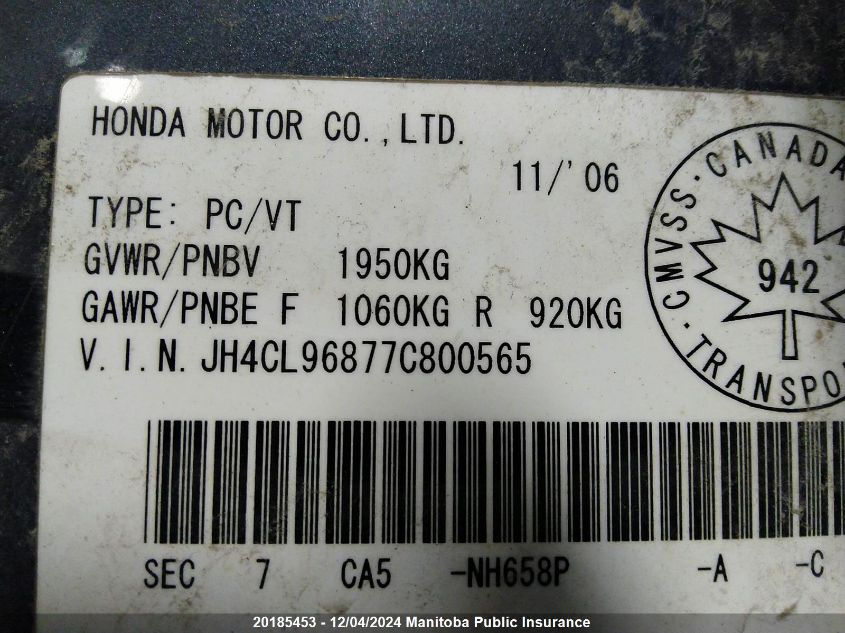 HONDA MOTOR CO.,LTD.
11/'06
TYPE: PC/VT
GVWR/PNBV 1950KG
GAWR/PNBE F 1060KG R 920KG
V.I.N. JH4CL96877C800565
CMVSS · CANADA
942
TRANSPO
SEC 7 CA5 -NH658P -A -C
20185453 - 12/04/2024 Manitoba Public Insurance